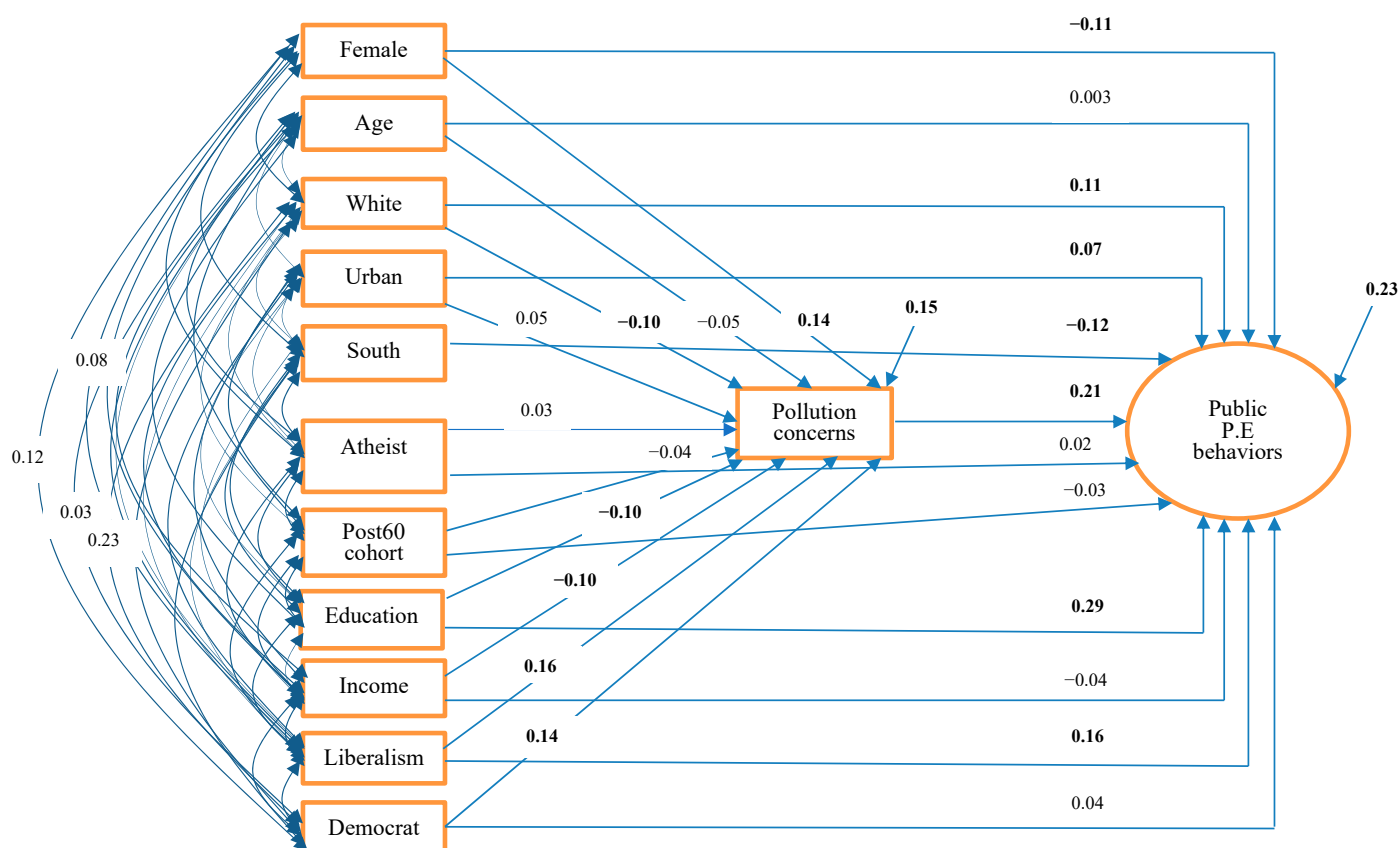 −0.11
Female
0.003
Age
0.11
White
0.07
Urban
0.23
0.15
0.05
−0.10
−0.05
0.14
−0.12
South
0.08
0.21
Pollution
concerns
Public
P.E
behaviors
0.03
Atheist
−0.04
0.02
0.12
−0.03
0.03
−0.10
Post60
cohort
0.23
−0.10
0.29
Education
0.16
−0.04
Income
0.14
0.16
Liberalism
0.04
Democrat